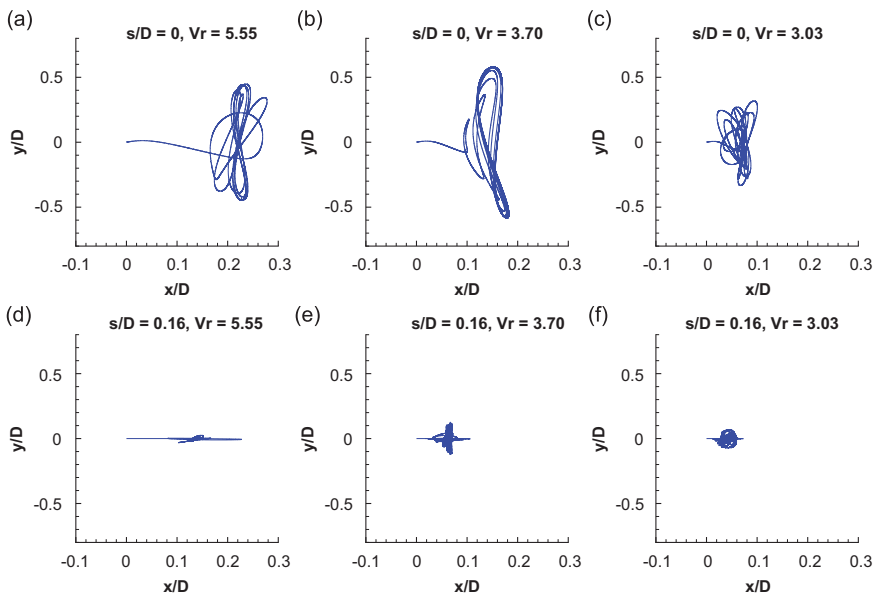 (a) (b) (c)
s/D = 0, Vr = 5.55 s/D = 0, Vr = 3.70 s/D = 0, Vr = 3.03
0.5 0.5 0.5
y/D y/D y/D
0 0 0
-0.5 -0.5 -0.5
-0.1 0 0.1 0.2 0.3 -0.1 0 0.1 0.2 0.3 -0.1 0 0.1 0.2 0.3
x/D x/D x/D
(d) (e) (f)
s/D = 0.16, Vr = 5.55 s/D = 0.16, Vr = 3.70 s/D = 0.16, Vr = 3.03
0.5 0.5 0.5
y/D y/D y/D
0 0 0
-0.5 -0.5 -0.5
-0.1 0 0.1 0.2 0.3 -0.1 0 0.1 0.2 0.3 -0.1 0 0.1 0.2 0.3
x/D x/D x/D